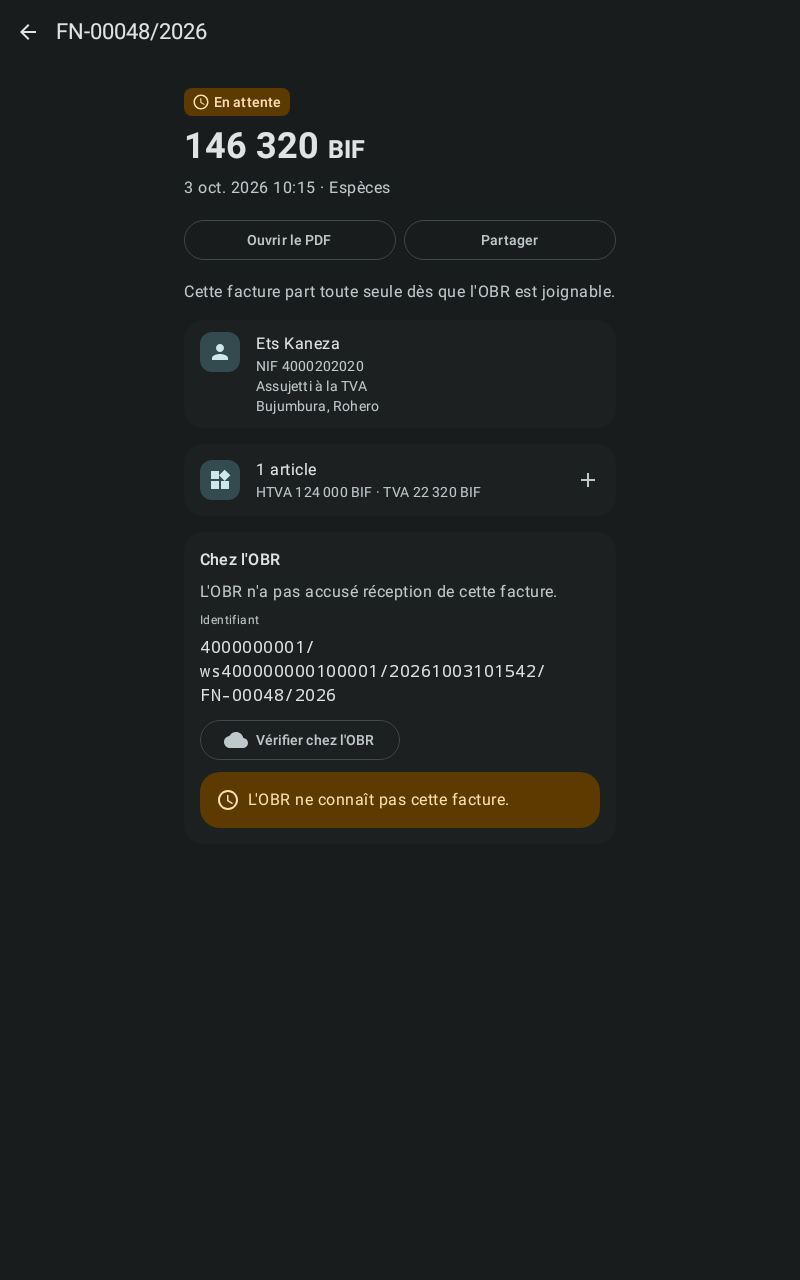 FN-00048/2026
En attente
146 320 BIF
3 oct. 2026 10:15 · Espèces
Ouvrir le PDF
Partager
Cette facture part toute seule dès que l'OBR est joignable.
Ets Kaneza
NIF 4000202020
Assujetti à la TVA
Bujumbura, Rohero
1 article
HTVA 124 000 BIF · TVA 22 320 BIF
Chez l'OBR
L'OBR n'a pas accusé réception de cette facture.
Identifiant
4000000001/
ws400000000100001/20261003101542/
FN-00048/2026
Vérifier chez l'OBR
L'OBR ne connaît pas cette facture.